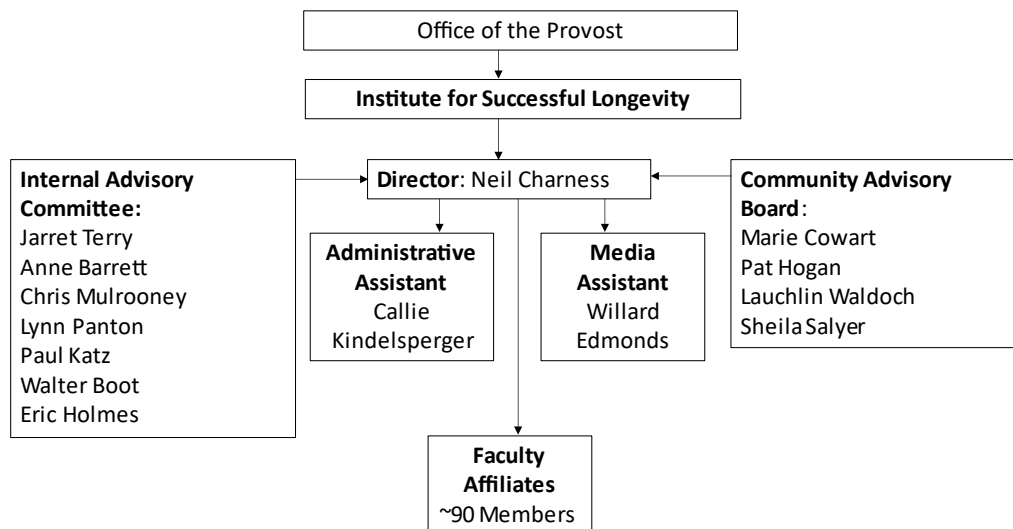 Office of the Provost
Institute for Successful Longevity
Internal Advisory
Committee:
Jarret Terry
Anne Barrett
Chris Mulrooney
Lynn Panton
Paul Katz
Walter Boot
Eric Holmes
Director: Neil Charness
Community Advisory
Board:
Marie Cowart
Pat Hogan
Lauchlin Waldoch
Sheila Salyer
Administrative
Assistant
Callie
Kindelsperger
Media
Assistant
Willard
Edmonds
Faculty
Affiliates
~90 Members